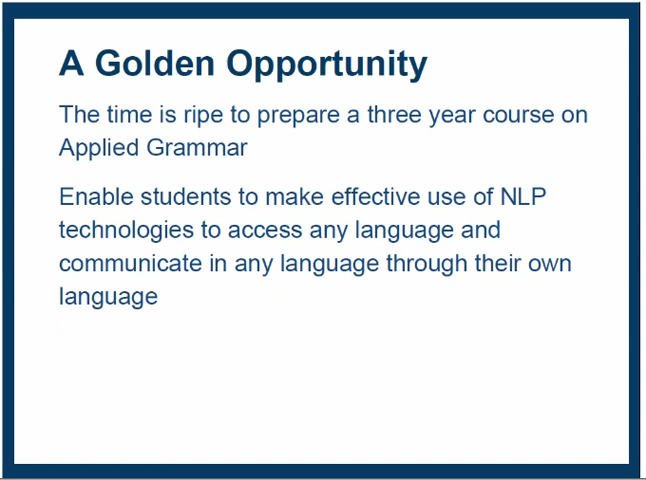 A Golden Opportunity
The time is ripe to prepare a three year course on
Applied Grammar
Enable students to make effective use of NLP
technologies to access any language and
communicate in any language through their own
language